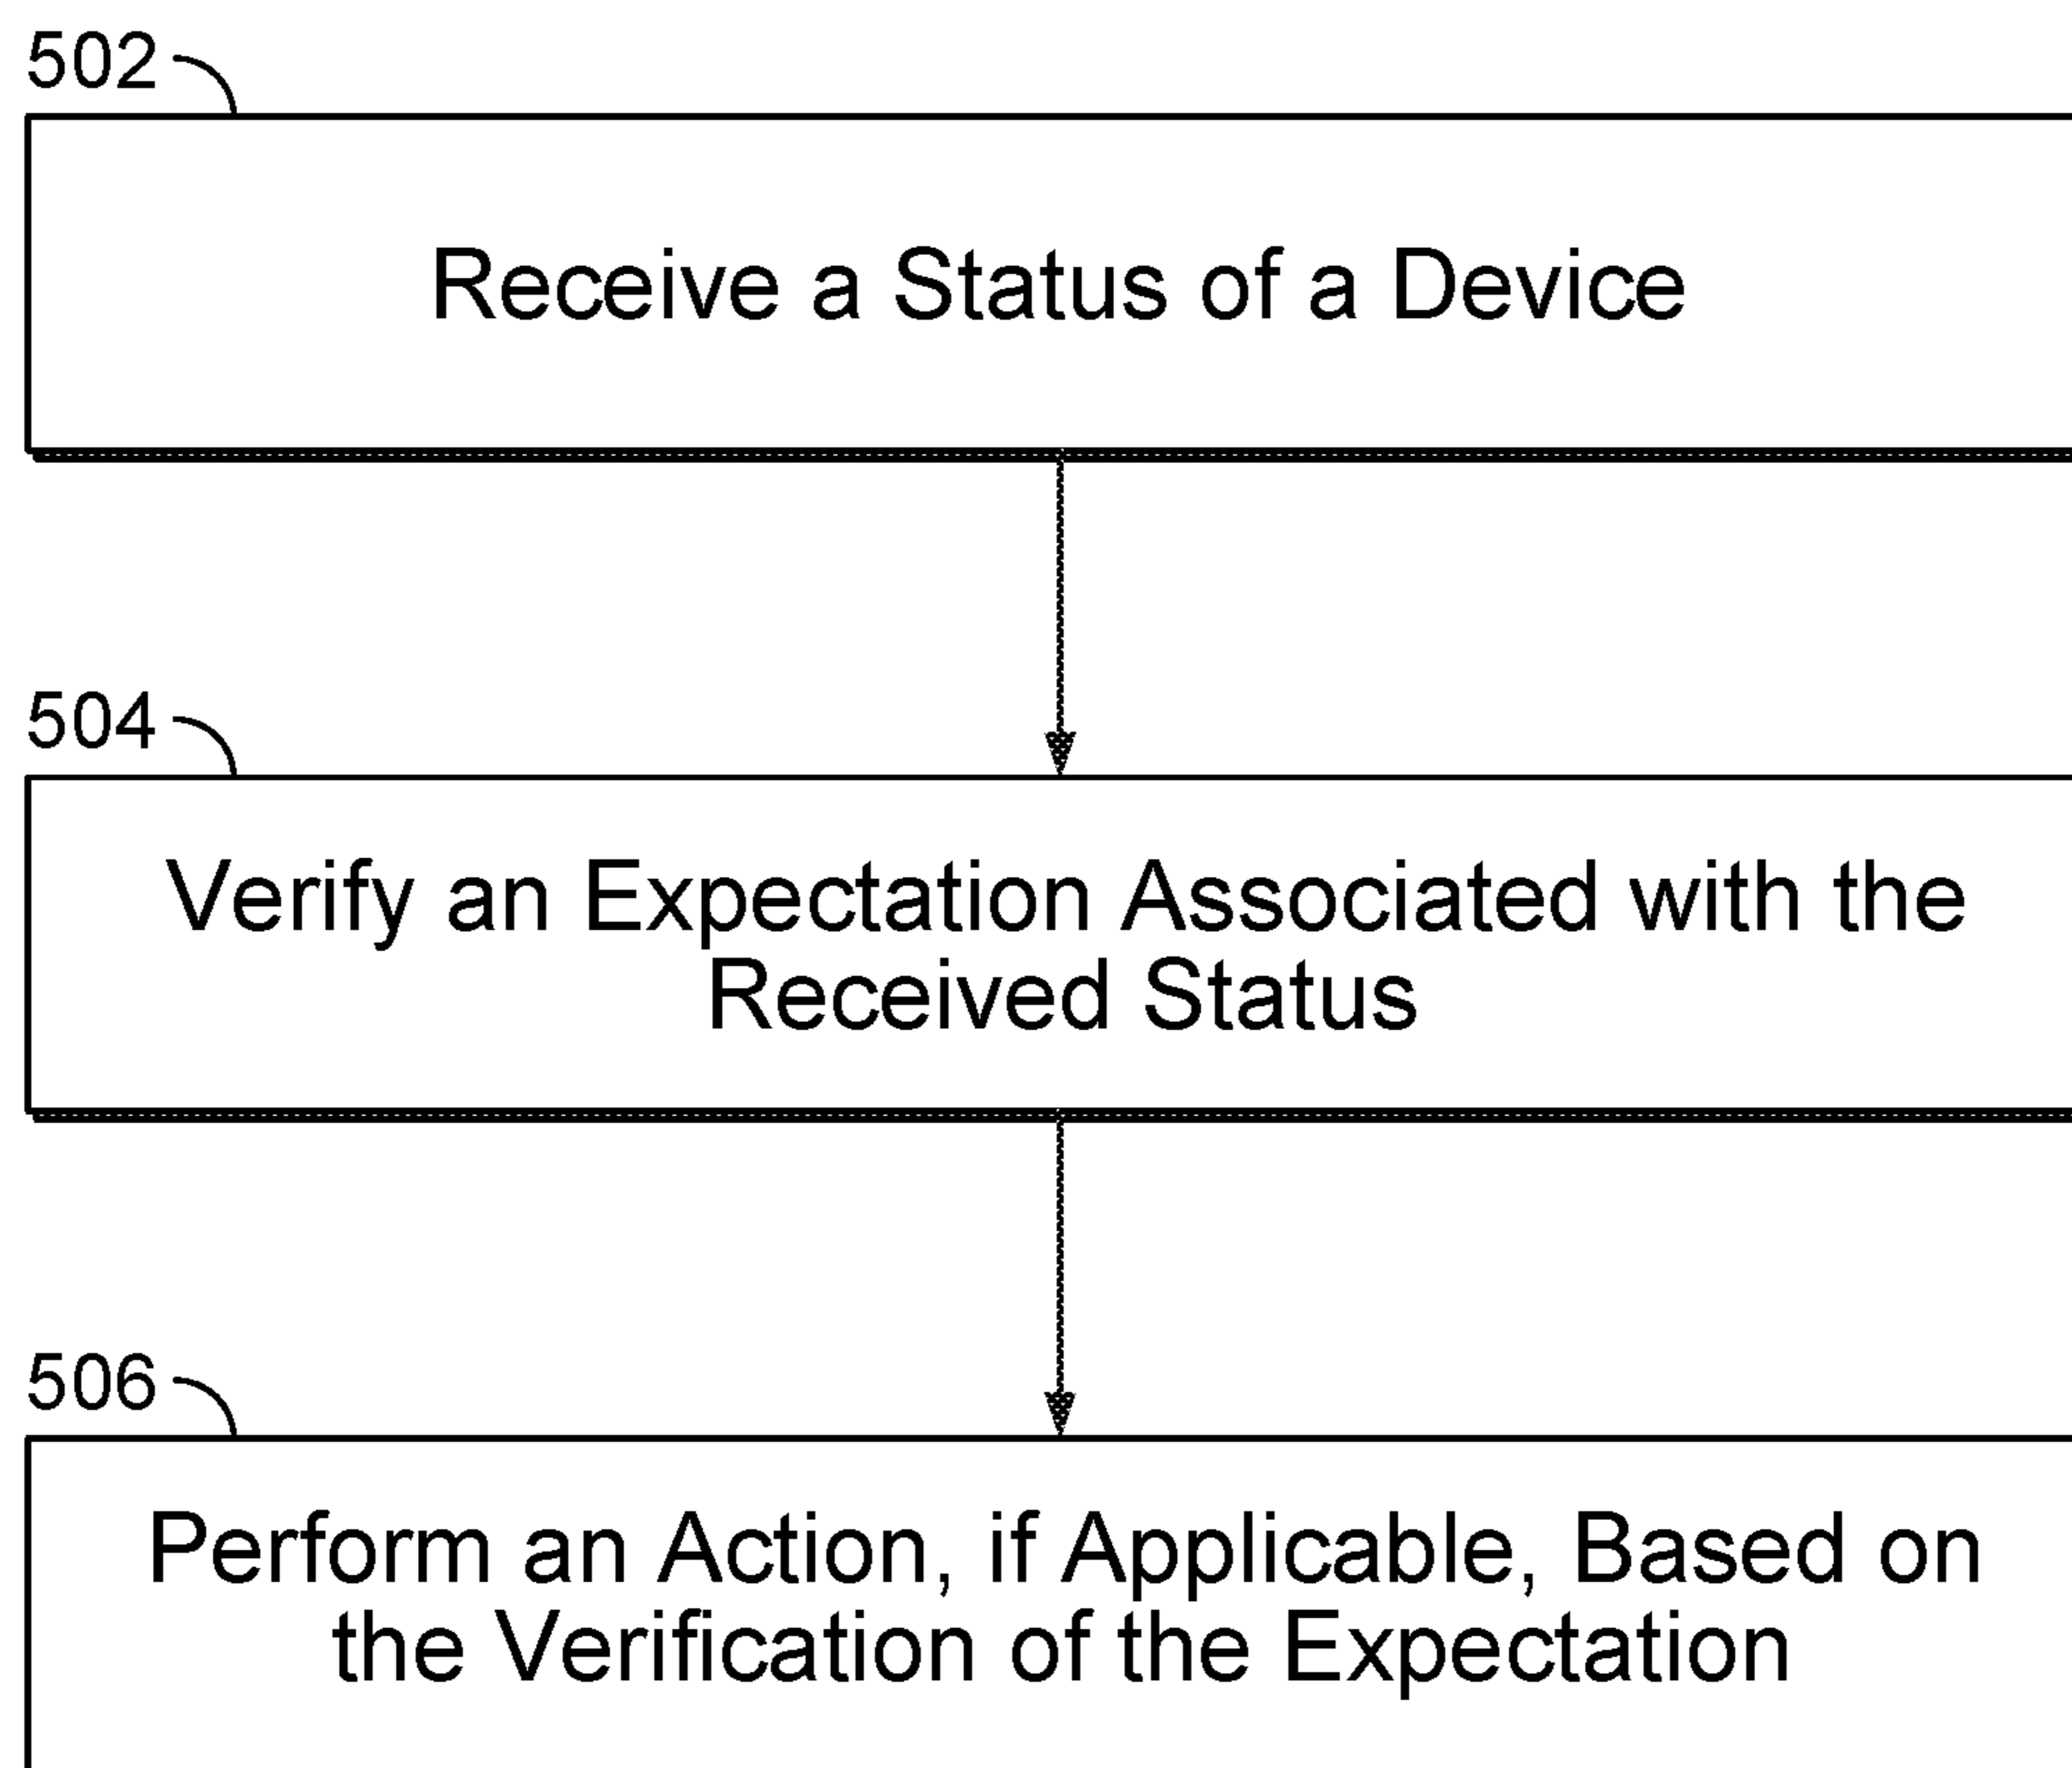 502
Receive a Status of a Device
504
Verify an Expectation Associated with the
Received Status
506
Perform an Action, if Applicable, Based on
the Verification of the Expectation